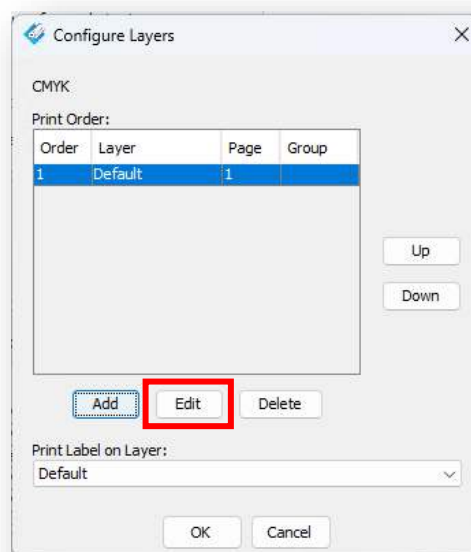 Configure Layers
CMYK
Print Order:
Order Layer Page Group
1 Default 1
Up
Down
Add Edit Delete
Print Label on Layer:
Default
OK Cancel